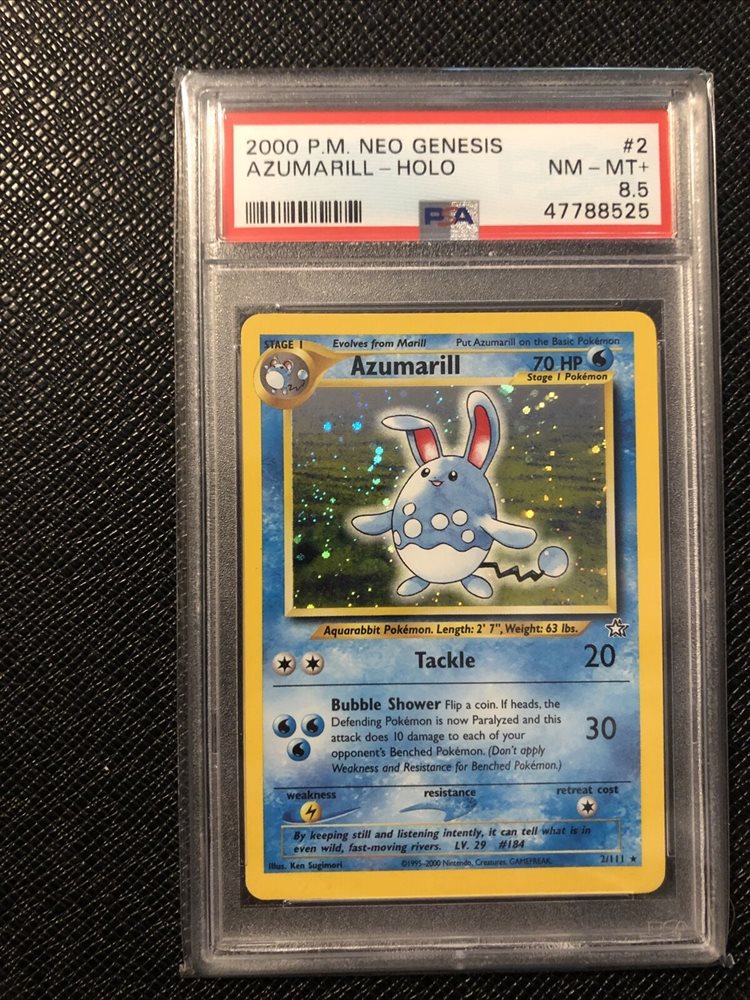 2000 P.M. NEO GENESIS #2
AZUMARILL - HOLO NM - MT+
8.5
PSA 47788525
STAGE 1 Evolves from Marill Put Azumarill on the Basic Pokémon
Azumarill 70 HP
Stage 1 Pokémon
Aquarabbit Pokémon. Length: 2' 7", Weight: 63 lbs.
Tackle 20
Bubble Shower Flip a coin. If heads, the
Defending Pokémon is now Paralyzed and this
attack does 10 damage to each of your
opponent's Benched Pokémon. (Don't apply
Weakness and Resistance for Benched Pokémon.)
30
weakness resistance retreat cost
By keeping still and listening intently, it can tell what is in
even wild, fast-moving rivers. LV. 29 #184
Illus. Ken Sugimori ©1995-2000 Nintendo, Creatures, GAMEFREAK. 2/111 ★